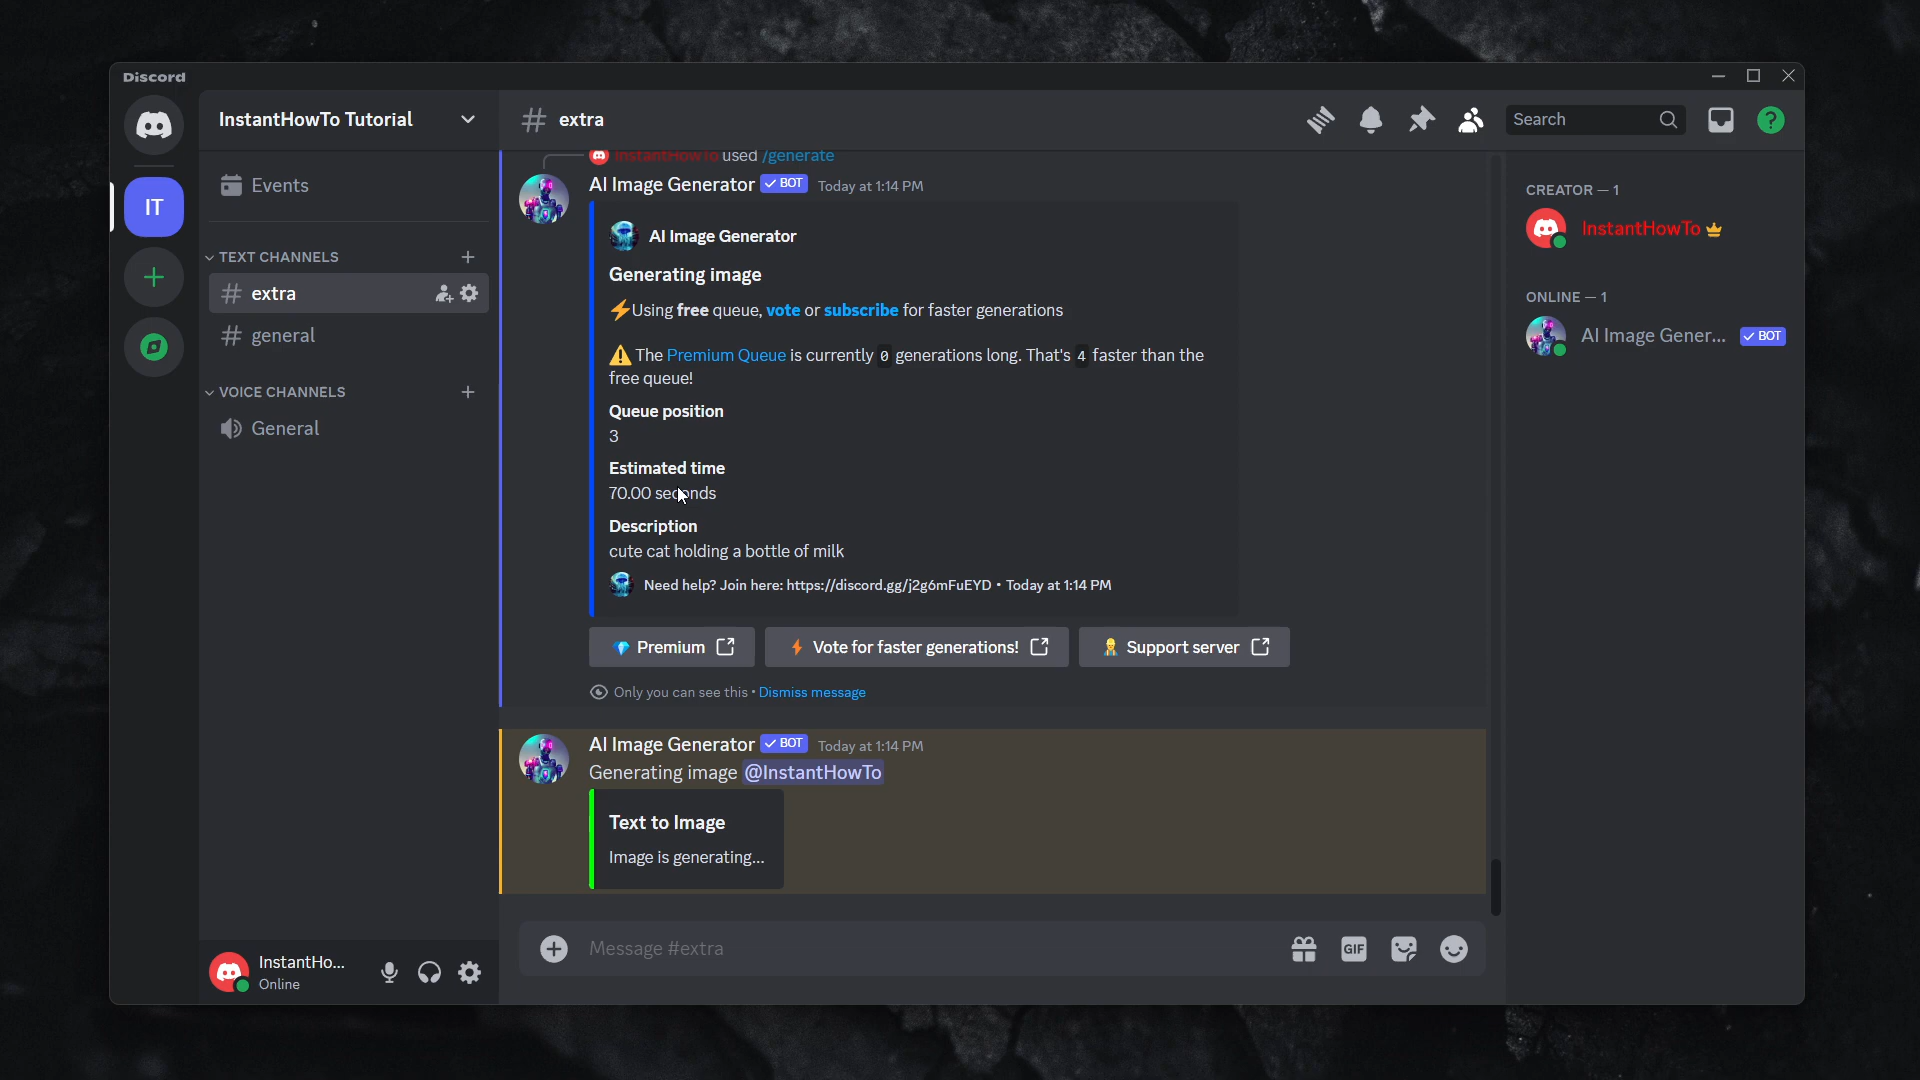 Discord
InstantHowTo Tutorial
extra
Search
?
IT
Events
TEXT CHANNELS
extra
general
VOICE CHANNELS
General
InstantHo...
Online
InstantHowTo used /generate
AI Image Generator BOT Today at 1:14 PM
AI Image Generator
Generating image
Using free queue, vote or subscribe for faster generations
The Premium Queue is currently 0 generations long. That's 4 faster than the
free queue!
Queue position
3
Estimated time
70.00 seconds
Description
cute cat holding a bottle of milk
Need help? Join here: https://discord.gg/j2g6mFuEYD • Today at 1:14 PM
Premium
Vote for faster generations!
Support server
Only you can see this • Dismiss message
AI Image Generator BOT Today at 1:14 PM
Generating image @InstantHowTo
Text to Image
Image is generating...
Message #extra
GIF
CREATOR — 1
InstantHowTo
ONLINE — 1
AI Image Gener... BOT